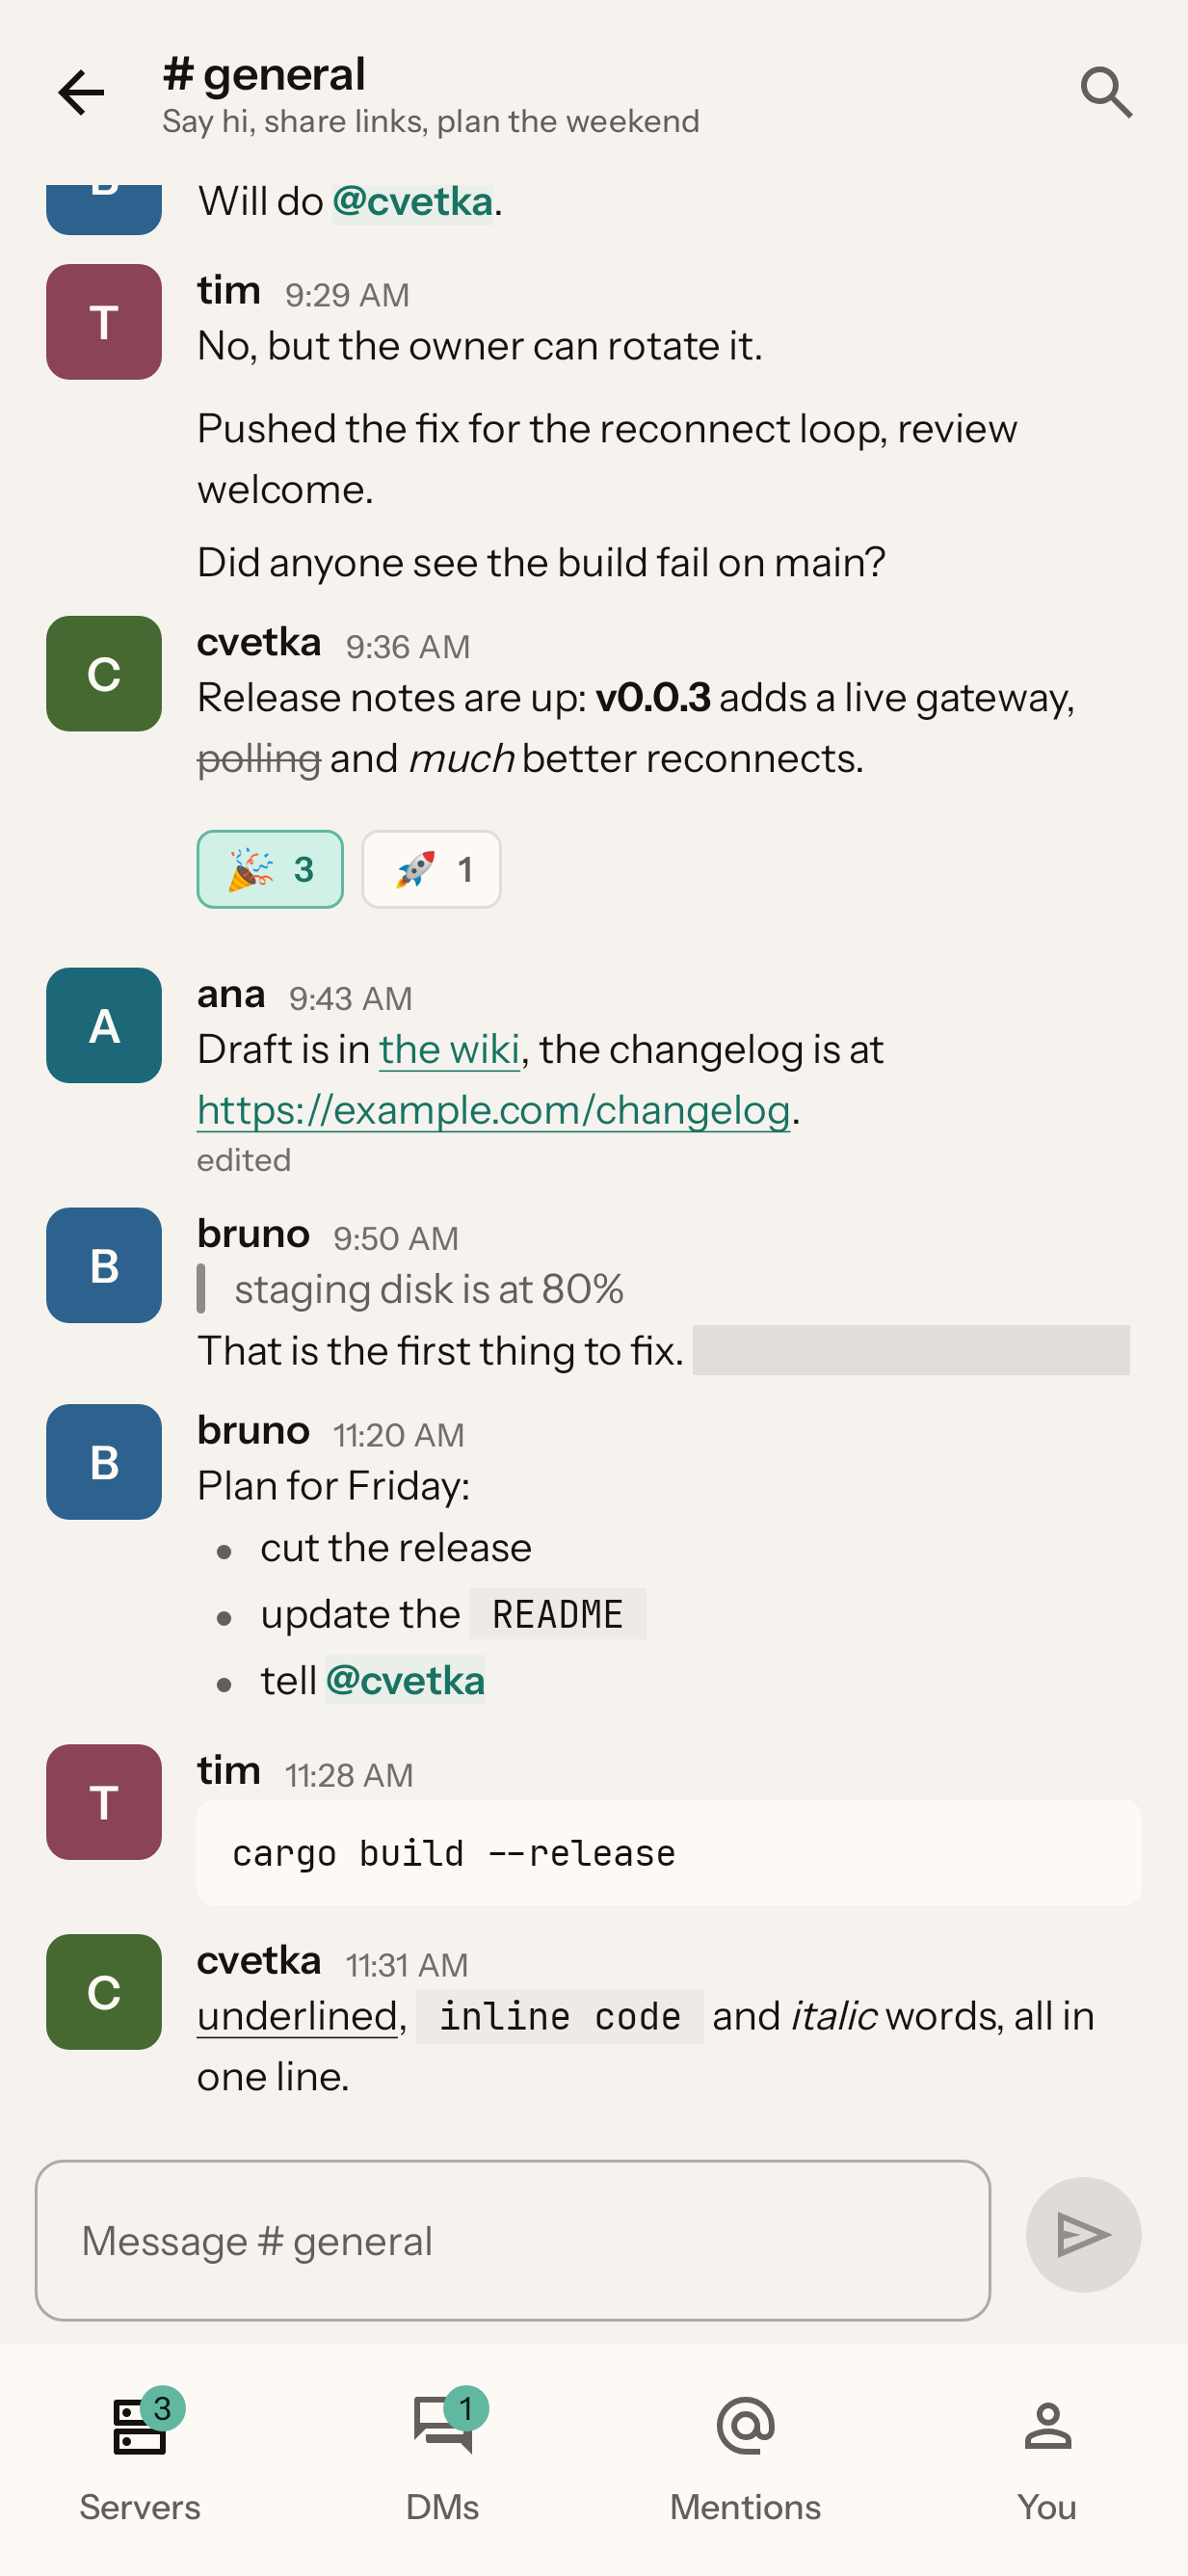 # general
Say hi, share links, plan the weekend
Will do @cvetka.
T
tim 9:29 AM
No, but the owner can rotate it.
Pushed the fix for the reconnect loop, review
welcome.
Did anyone see the build fail on main?
C
cvetka 9:36 AM
Release notes are up: v0.0.3 adds a live gateway,
polling and much better reconnects.
🎉 3 🚀 1
A
ana 9:43 AM
Draft is in the wiki, the changelog is at
https://example.com/changelog.
edited
B
bruno 9:50 AM
staging disk is at 80%
That is the first thing to fix.
B
bruno 11:20 AM
Plan for Friday:
• cut the release
• update the README
• tell @cvetka
T
tim 11:28 AM
cargo build --release
C
cvetka 11:31 AM
underlined, inline code and italic words, all in
one line.
Message # general
3 1
Servers DMs Mentions You